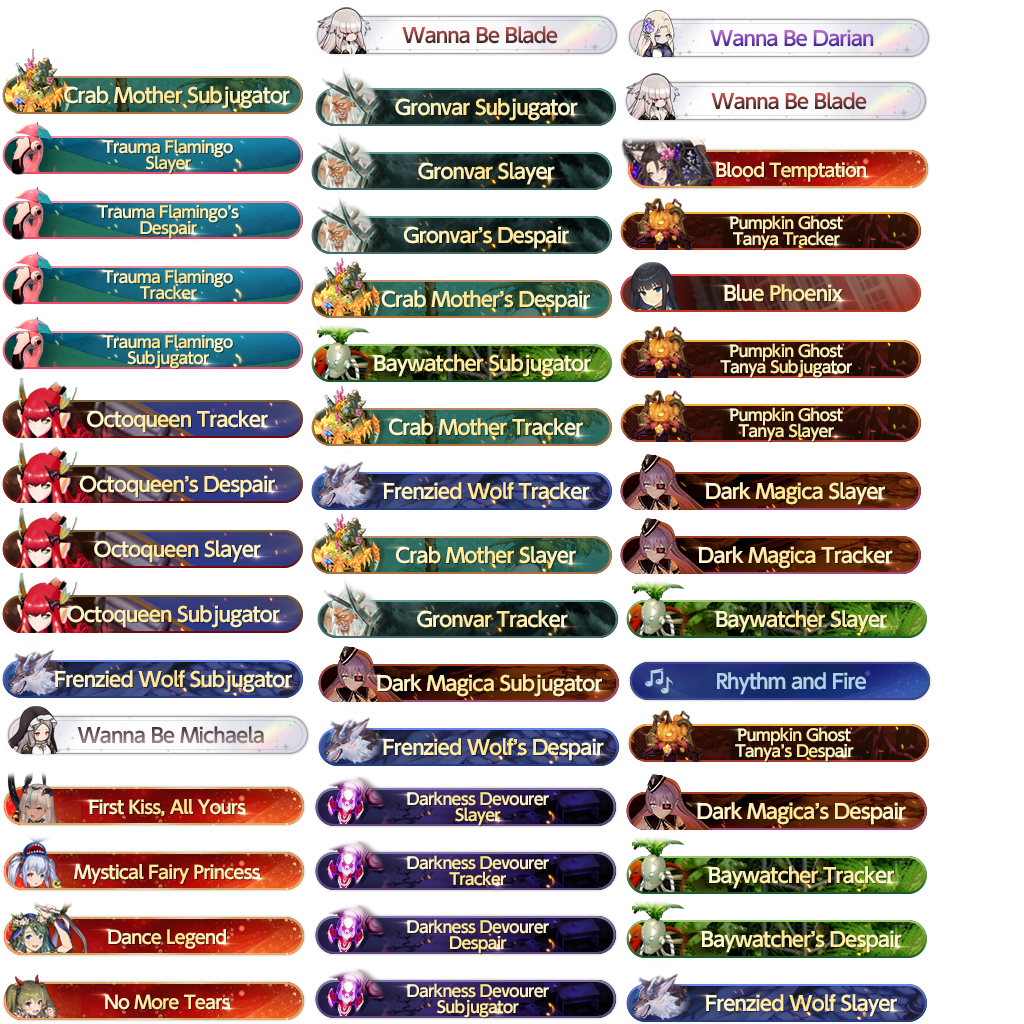 Crab Mother Subjugator
Trauma Flamingo
Slayer
Trauma Flamingo's
Despair
Trauma Flamingo
Tracker
Trauma Flamingo
Subjugator
Octoqueen Tracker
Octoqueen's Despair
Octoqueen Slayer
Octoqueen Subjugator
Frenzied Wolf Subjugator
Wanna Be Michaela
First Kiss, All Yours
Mystical Fairy Princess
Dance Legend
No More Tears
Wanna Be Blade
Gronvar Subjugator
Gronvar Slayer
Gronvar's Despair
Crab Mother's Despair
Baywatcher Subjugator
Crab Mother Tracker
Frenzied Wolf Tracker
Crab Mother Slayer
Gronvar Tracker
Dark Magica Subjugator
Frenzied Wolf's Despair
Darkness Devourer
Slayer
Darkness Devourer
Tracker
Darkness Devourer
Despair
Darkness Devourer
Subjugator
Wanna Be Darian
Wanna Be Blade
Blood Temptation
Pumpkin Ghost
Tanya Tracker
Blue Phoenix
Pumpkin Ghost
Tanya Subjugator
Pumpkin Ghost
Tanya Slayer
Dark Magica Slayer
Dark Magica Tracker
Baywatcher Slayer
Rhythm and Fire
Pumpkin Ghost
Tanya's Despair
Dark Magica's Despair
Baywatcher Tracker
Baywatcher's Despair
Frenzied Wolf Slayer